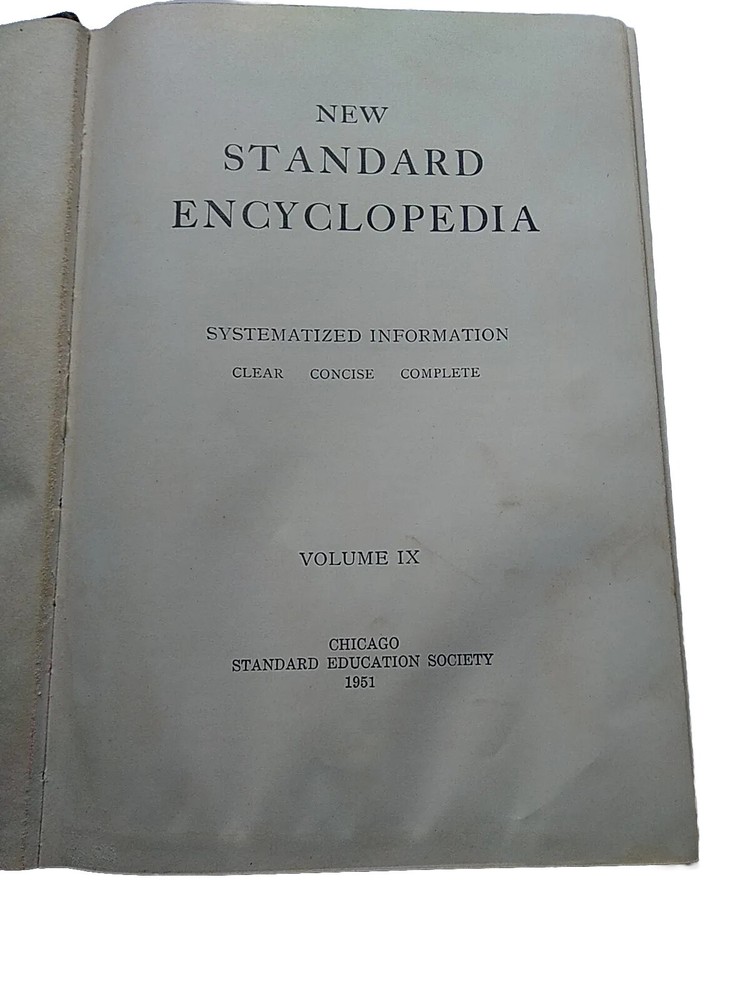 NEW
STANDARD
ENCYCLOPEDIA
SYSTEMATIZED INFORMATION
CLEAR CONCISE COMPLETE
VOLUME IX
CHICAGO
STANDARD EDUCATION SOCIETY
1951